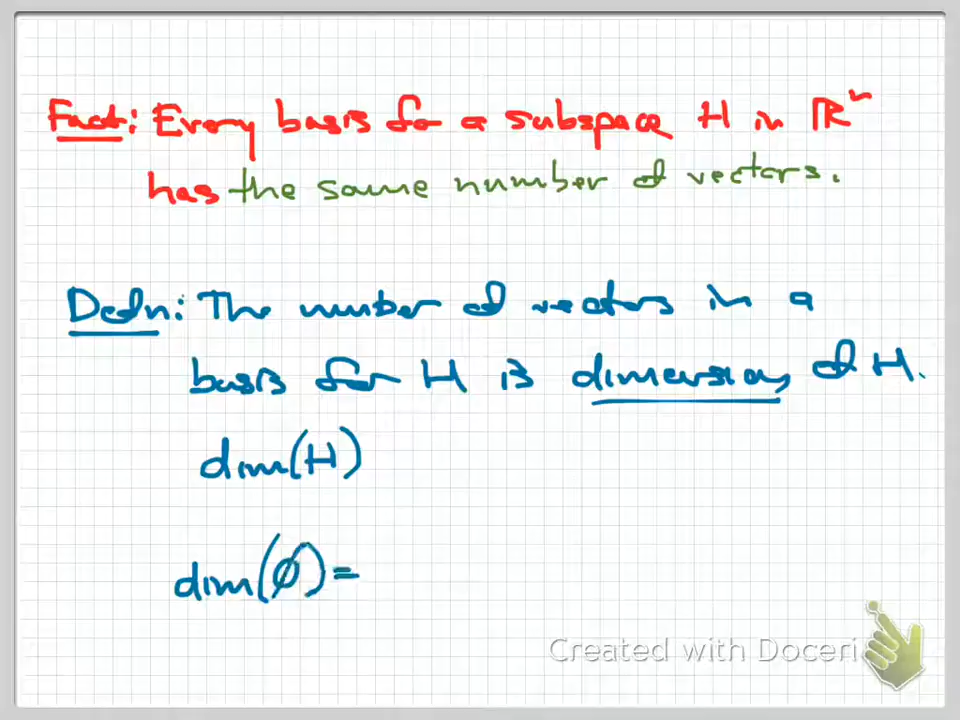 Fact: Every basis for a subspace H in ℝⁿ
has the same number of vectors.
Defn: The number of vectors in a
basis for H is dimension of H.
dim(H)
dim(∅)=
Created with Doceri